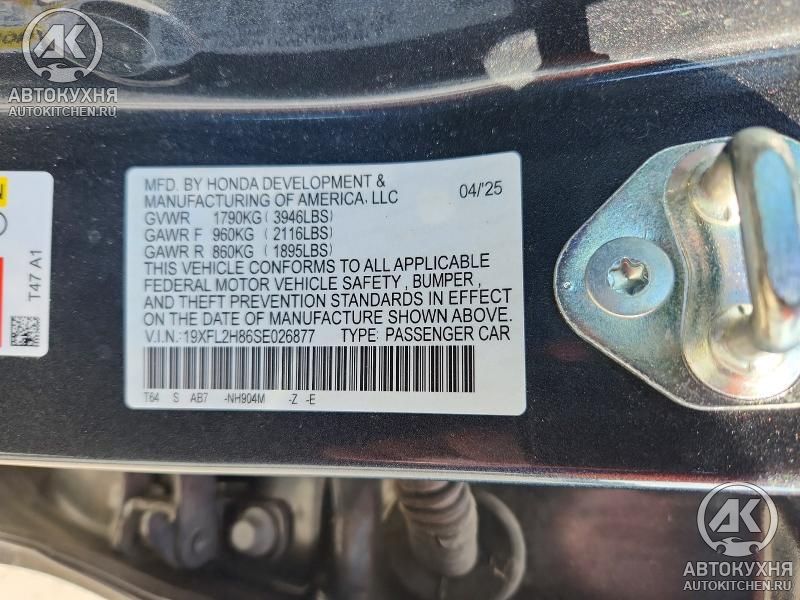 АК
АВТОКУХНЯ
AUTOKITCHEN.RU
MFD. BY HONDA DEVELOPMENT &
MANUFACTURING OF AMERICA, LLC 04/'25
GVWR 1790KG (3946LBS)
GAWR F 960KG (2116LBS)
GAWR R 860KG (1895LBS)
THIS VEHICLE CONFORMS TO ALL APPLICABLE
FEDERAL MOTOR VEHICLE SAFETY, BUMPER,
AND THEFT PREVENTION STANDARDS IN EFFECT
ON THE DATE OF MANUFACTURE SHOWN ABOVE.
V.I.N.:19XFL2H86SE026877 TYPE: PASSENGER CAR
T64 S AB7 -NH904M -Z -E
T47 A1
АК
АВТОКУХНЯ
AUTOKITCHEN.RU